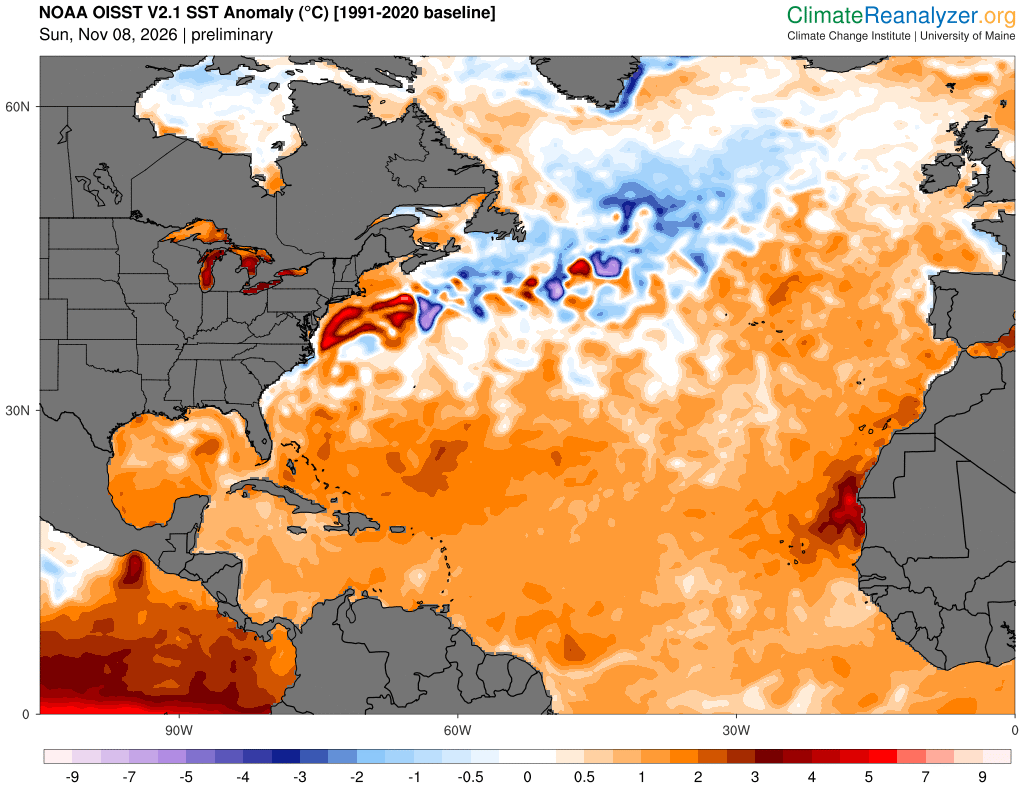 NOAA OISST V2.1 SST Anomaly (°C) [1991-2020 baseline]
Sun, Nov 08, 2026 | preliminary
ClimateReanalyzer.org
Climate Change Institute | University of Maine
60N
30N
0
90W
60W
30W
0
-9
-7
-5
-4
-3
-2
-1
-0.5
0
0.5
1
2
3
4
5
7
9